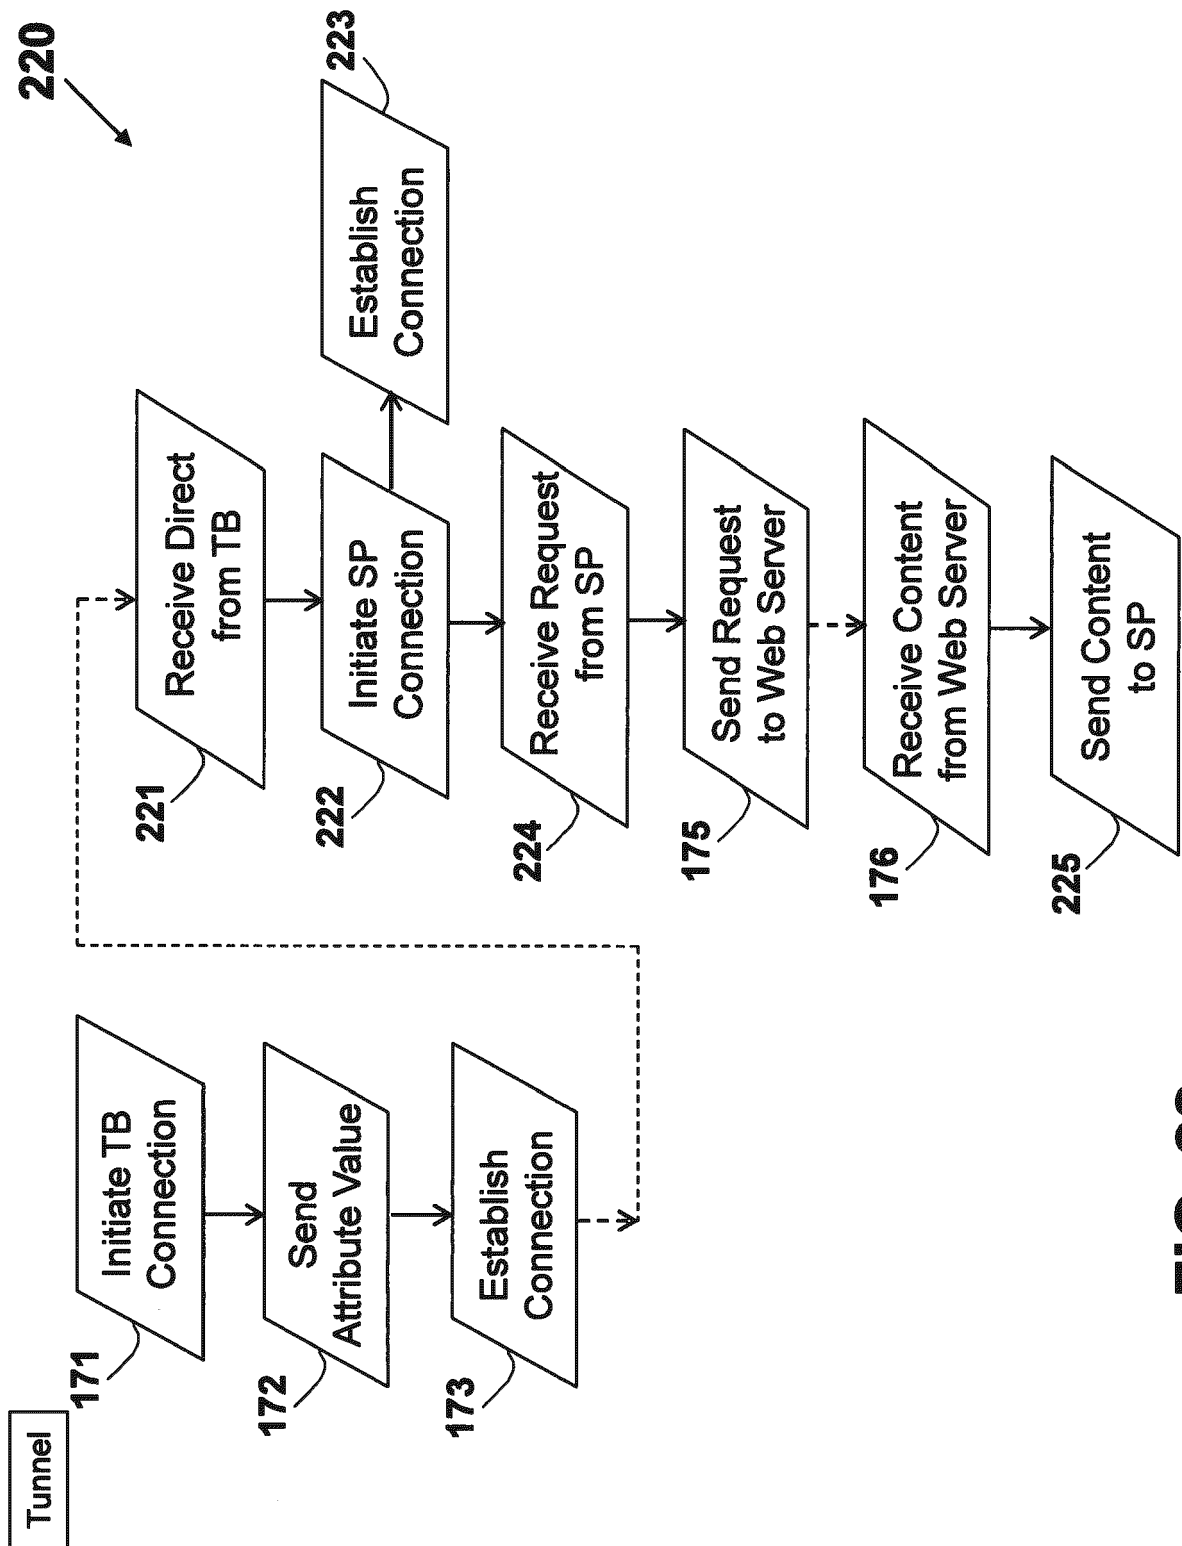 Tunnel
220
171
Initiate TB
Connection
172
Send
Attribute Value
173
Establish
Connection
221
Receive Direct
from TB
222
Initiate SP
Connection
223
Establish
Connection
224
Receive Request
from SP
175
Send Request
to Web Server
176
Receive Content
from Web Server
225
Send Content
to SP